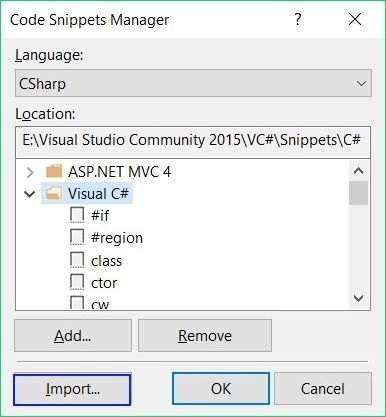 Code Snippets Manager ? ×
Language:
CSharp
Location:
E:\Visual Studio Community 2015\VC#\Snippets\C#
ASP.NET MVC 4
Visual C#
#if
#region
class
ctor
cw
Add... Remove
Import... OK Cancel